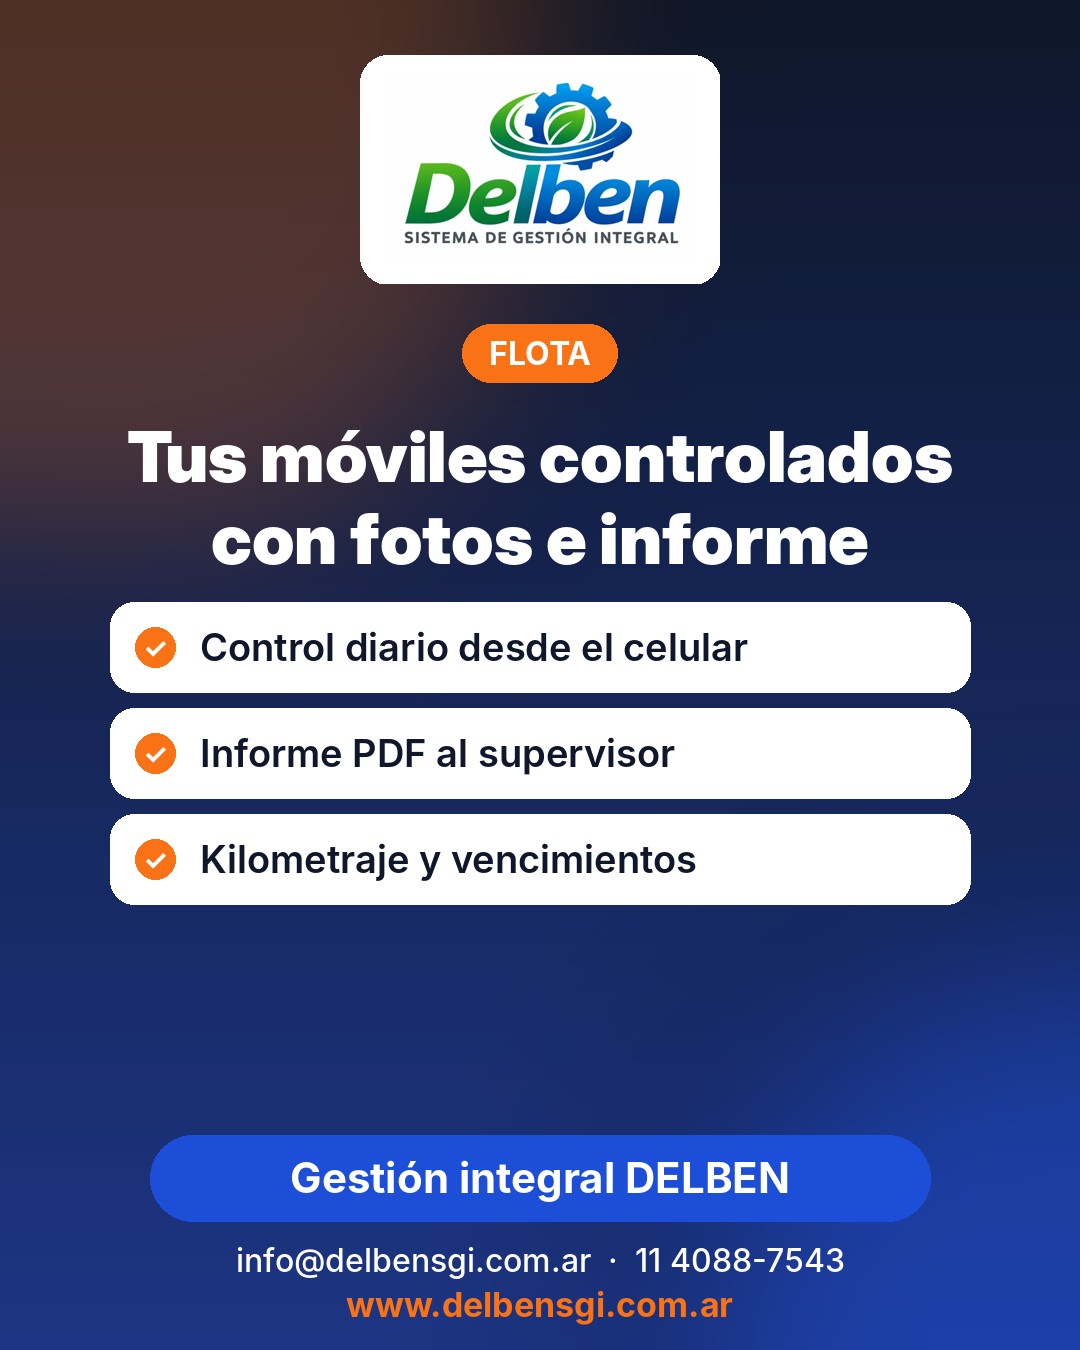 Delben
SISTEMA DE GESTIÓN INTEGRAL
FLOTA
Tus móviles controlados
con fotos e informe
Control diario desde el celular
Informe PDF al supervisor
Kilometraje y vencimientos
Gestión integral DELBEN
info@delbensgi.com.ar · 11 4088-7543
www.delbensgi.com.ar